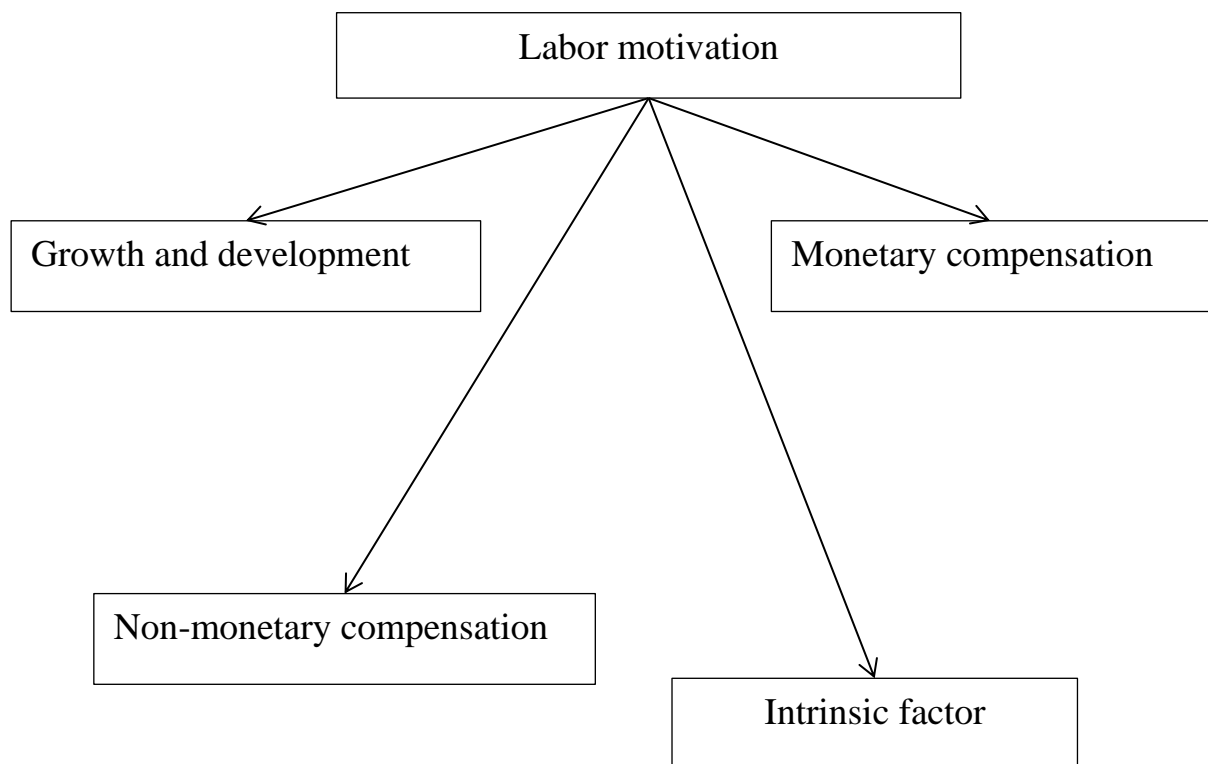 Labor motivation
Growth and development
Monetary compensation
Non-monetary compensation
Intrinsic factor